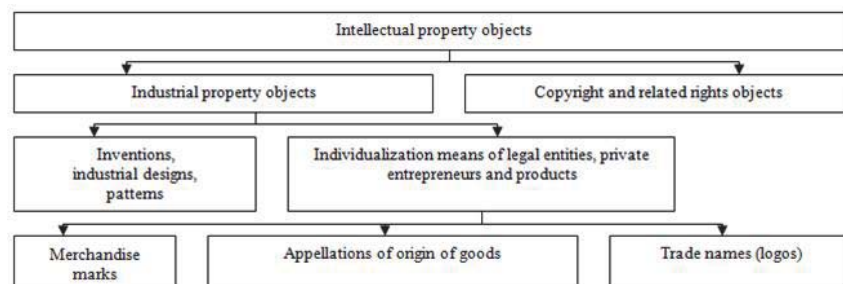 Intellectual property objects
Industrial property objects
Copyright and related rights objects
Inventions,
industrial designs,
patterns
Individualization means of legal entities, private
entrepreneurs and products
Merchandise
marks
Appellations of origin of goods
Trade names (logos)